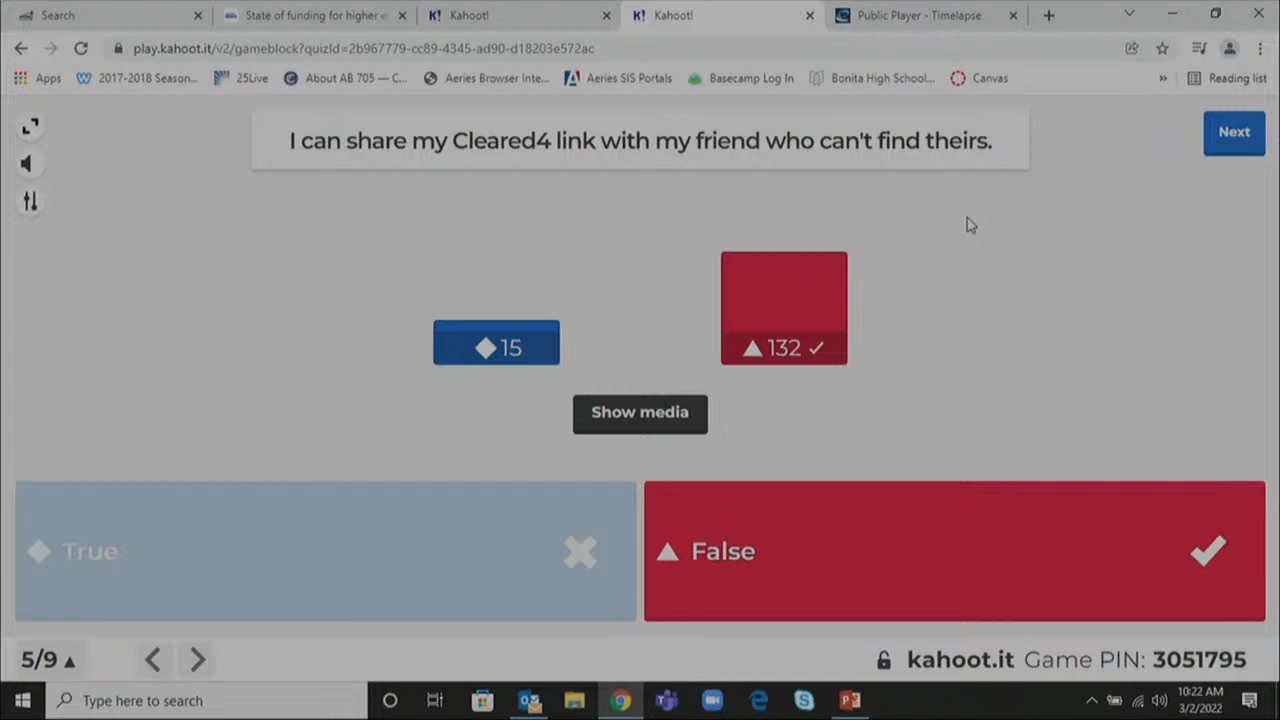 Search
State of funding for higher e
Kahoot!
Kahoot!
Public Player - Timelapse
play.kahoot.it/v2/gameblock?quizId=2b967779-cc89-4345-ad90-d18203e572ac
Apps
2017-2018 Season...
25Live
About AB 705 — C...
Aeries Browser Inte...
Aeries SIS Portals
Basecamp Log In
Bonita High School...
Canvas
»
Reading list
I can share my Cleared4 link with my friend who can't find theirs.
Next
15
132
Show media
True
False
5/9
kahoot.it Game PIN: 3051795
Type here to search
10:22 AM
3/2/2022